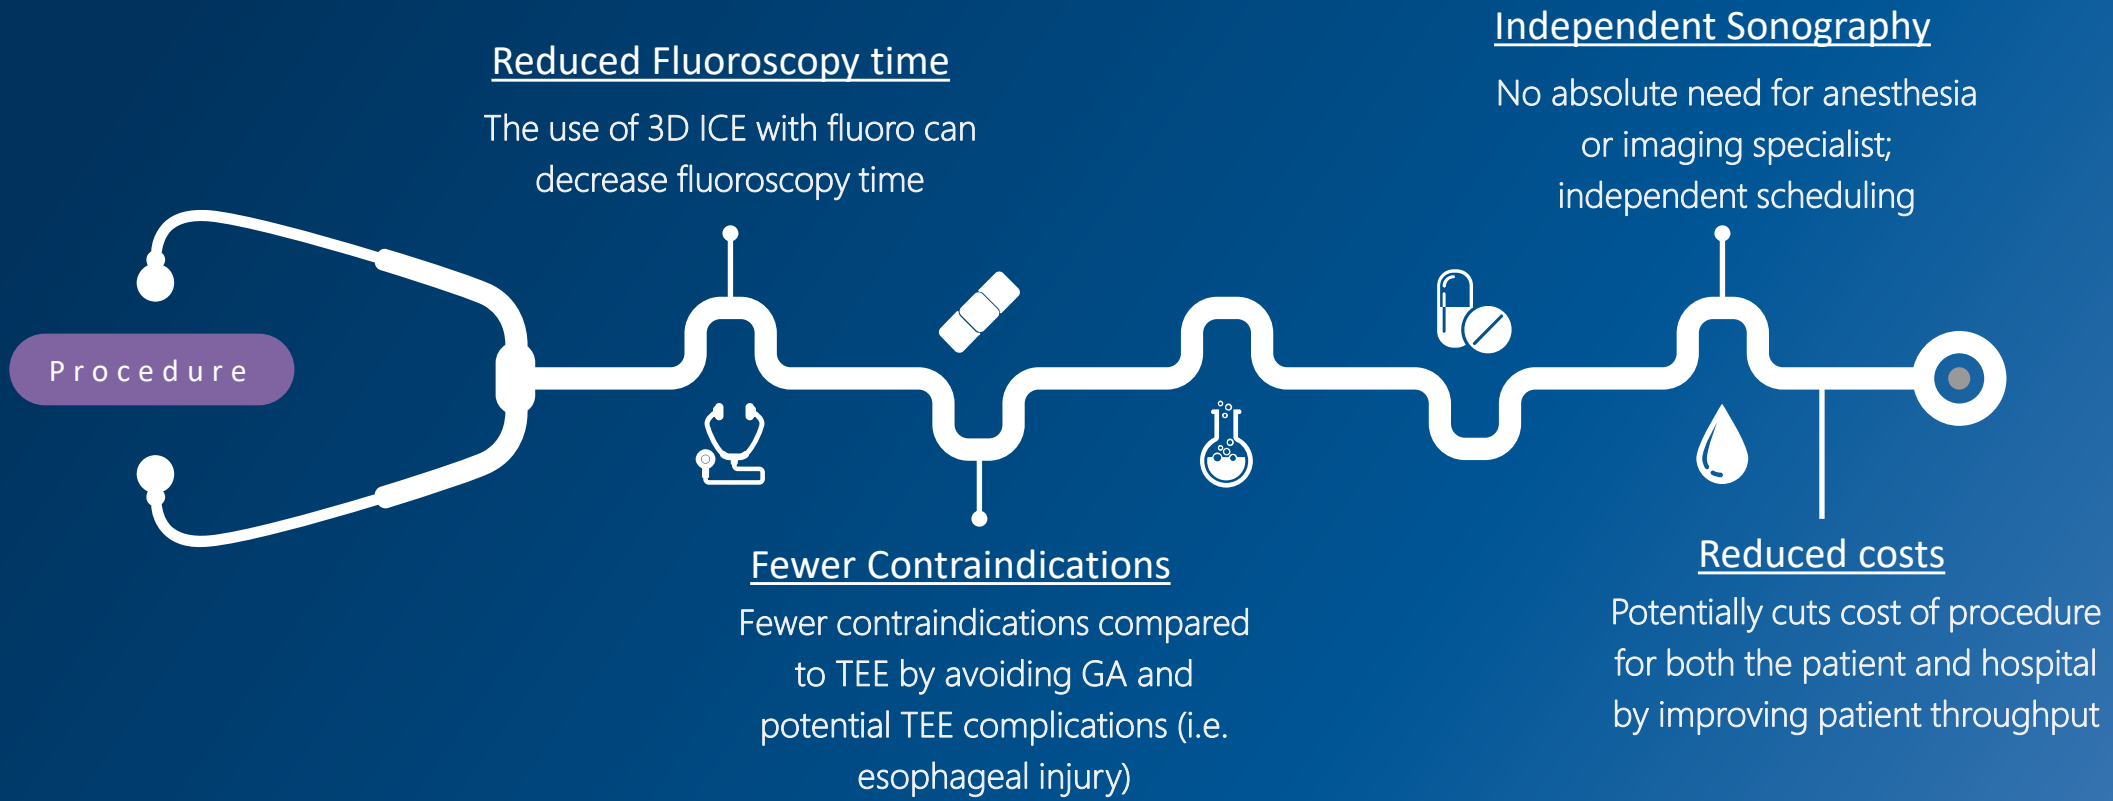 Procedure
Reduced Fluoroscopy time
The use of 3D ICE with fluoro can
decrease fluoroscopy time
Fewer Contraindications
Fewer contraindications compared
to TEE by avoiding GA and
potential TEE complications (i.e.
esophageal injury)
Independent Sonography
No absolute need for anesthesia
or imaging specialist;
independent scheduling
Reduced costs
Potentially cuts cost of procedure
for both the patient and hospital
by improving patient throughput